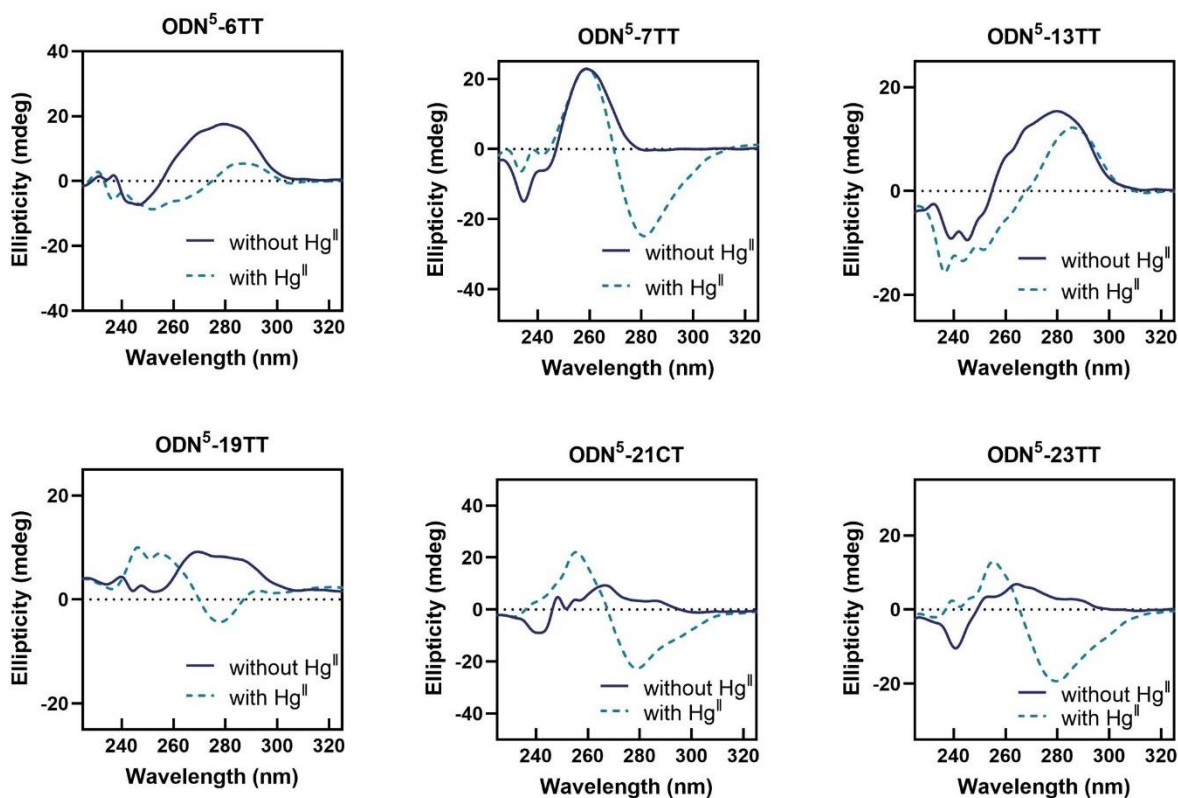 ODN⁵-6TT
Ellipticity (mdeg)
40
20
0
-20
-40
without Hgᴵᴵ
with Hgᴵᴵ
240 260 280 300 320
Wavelength (nm)
ODN⁵-7TT
Ellipticity (mdeg)
20
0
-20
-40
without Hgᴵᴵ
with Hgᴵᴵ
240 260 280 300 320
Wavelength (nm)
ODN⁵-13TT
Ellipticity (mdeg)
20
0
-20
without Hgᴵᴵ
with Hgᴵᴵ
240 260 280 300 320
Wavelength (nm)
ODN⁵-19TT
Ellipticity (mdeg)
20
0
-20
without Hgᴵᴵ
with Hgᴵᴵ
240 260 280 300 320
Wavelength (nm)
ODN⁵-21CT
Ellipticity (mdeg)
40
20
0
-20
-40
without Hgᴵᴵ
with Hgᴵᴵ
240 260 280 300 320
Wavelength (nm)
ODN⁵-23TT
Ellipticity (mdeg)
20
0
-20
without Hgᴵᴵ
with Hgᴵᴵ
240 260 280 300 320
Wavelength (nm)